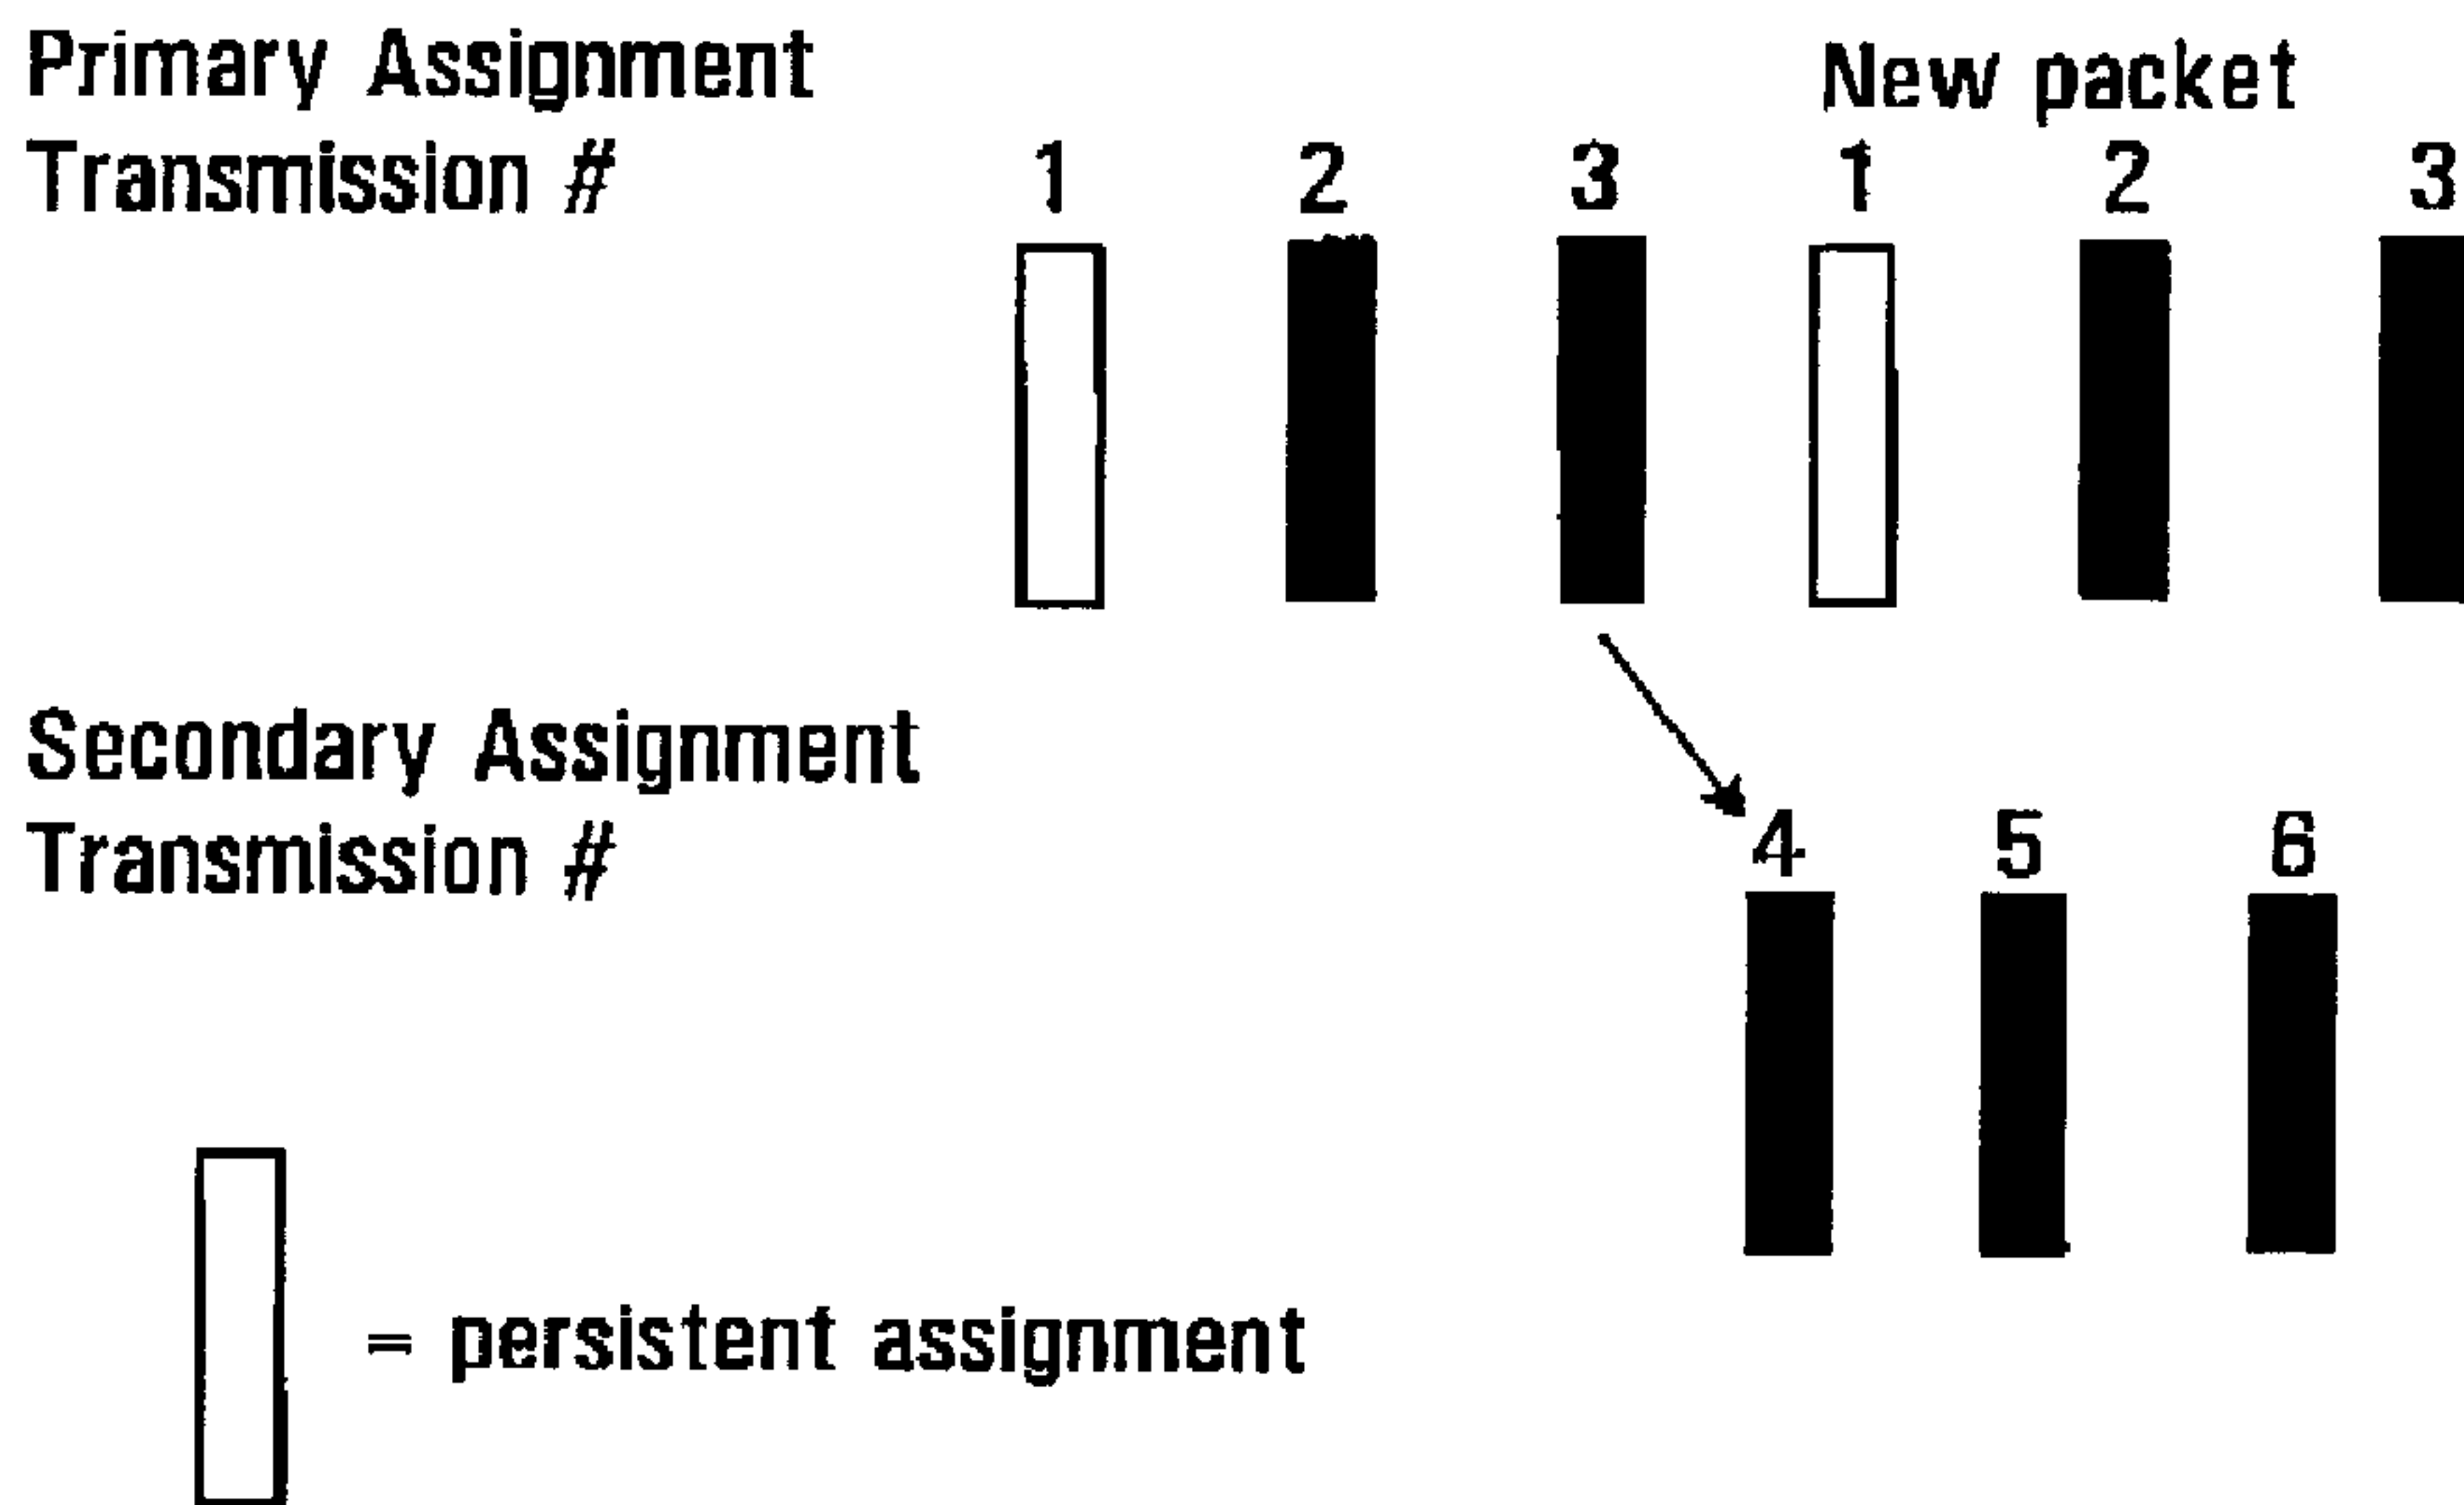 Primary Assignment
New packet
Transmission # 1 2 3 1 2 3
Secondary Assignment
Transmission # 4 5 6
= persistent assignment